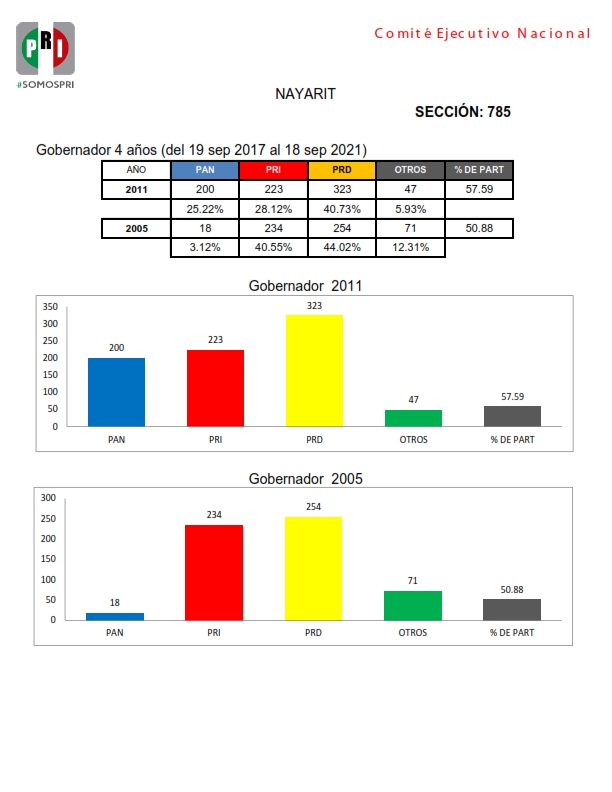 Comité Ejecutivo Nacional
PRI
#SOMOSPRI
NAYARIT
SECCIÓN: 785
Gobernador 4 años (del 19 sep 2017 al 18 sep 2021)
AÑO PAN PRI PRD OTROS % DE PART
2011 200 223 323 47 57.59
25.22% 28.12% 40.73% 5.93%
2005 18 234 254 71 50.88
3.12% 40.55% 44.02% 12.31%
Gobernador 2011
350
300
250
200
150
100
50
0
200
223
323
47
57.59
PAN PRI PRD OTROS % DE PART
Gobernador 2005
300
250
200
150
100
50
0
18
234
254
71
50.88
PAN PRI PRD OTROS % DE PART